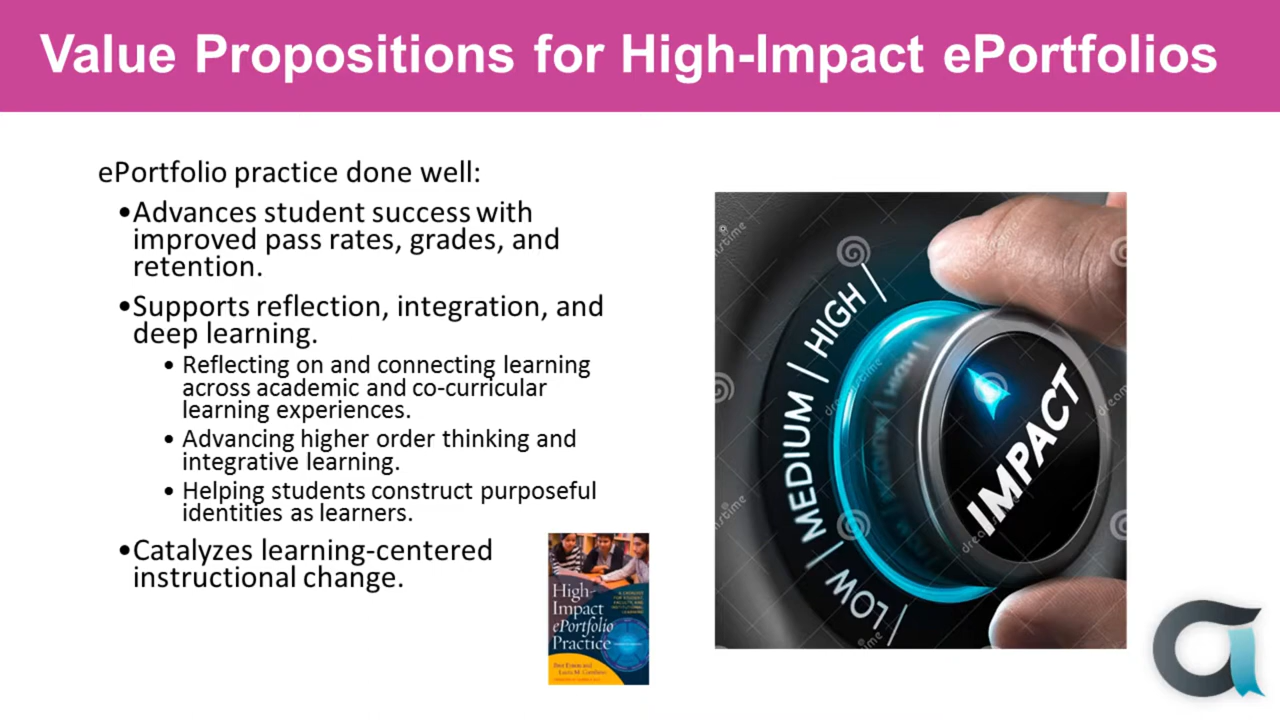 Value Propositions for High-Impact ePortfolios
ePortfolio practice done well:
•Advances student success with
improved pass rates, grades, and
retention.
•Supports reflection, integration, and
deep learning.
• Reflecting on and connecting learning
across academic and co-curricular
learning experiences.
• Advancing higher order thinking and
integrative learning.
• Helping students construct purposeful
identities as learners.
•Catalyzes learning-centered
instructional change.
High-
Impact
ePortfolio
Practice
LOW | MEDIUM | HIGH |
IMPACT